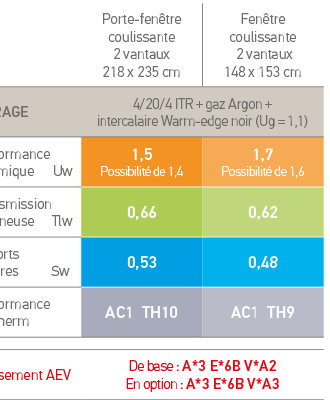 Porte-fenêtre
coulissante
2 vantaux
218 x 235 cm
Fenêtre
coulissante
2 vantaux
148 x 153 cm
RAGE
4/20/4 ITR + gaz Argon +
intercalaire Warm-edge noir (Ug = 1,1)
ormance
mique Uw
1,5
Possibilité de 1,4
1,7
Possibilité de 1,6
smission
neuse Tlw
0,66
0,62
orts
res Sw
0,53
0,48
ormance
herm
AC1 TH10
AC1 TH9
sement AEV
De base : A*3 E*6B V*A2
En option : A*3 E*6B V*A3